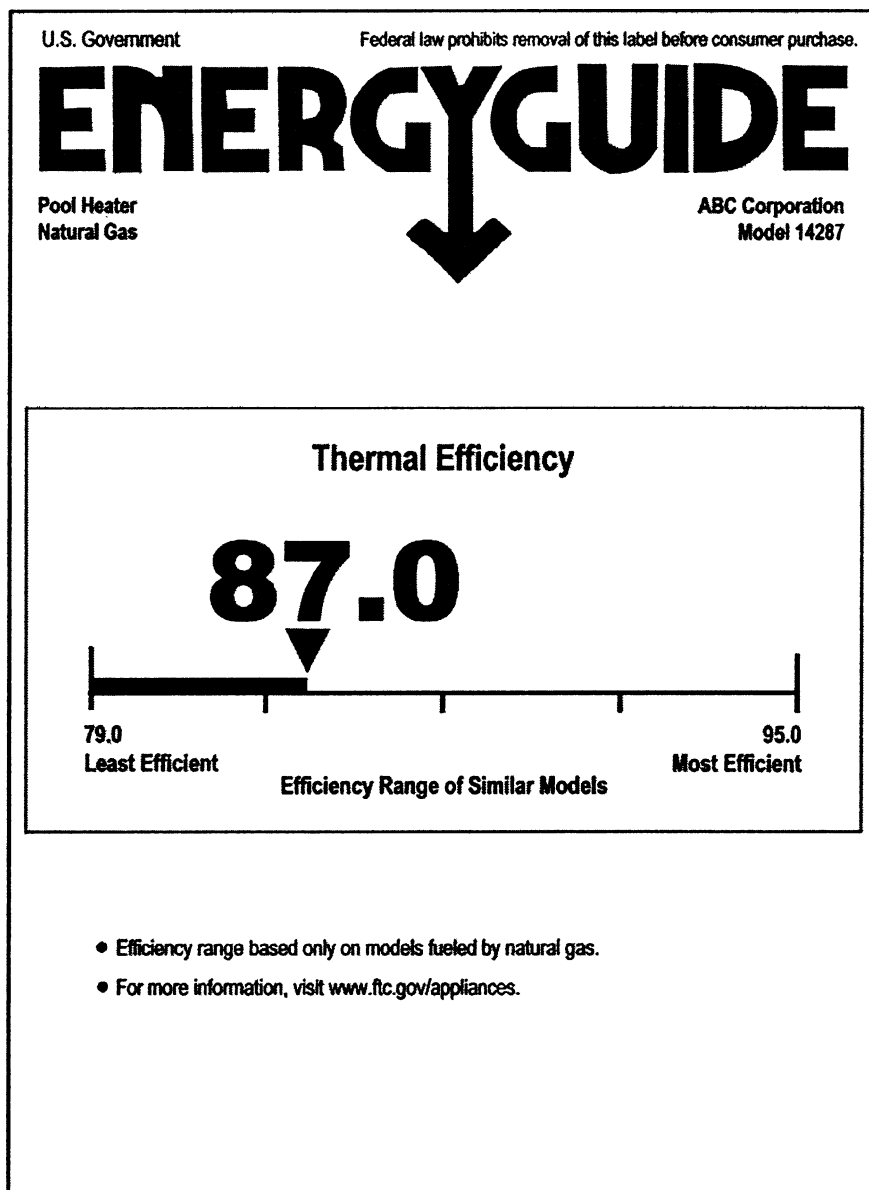 U.S. Government
Federal law prohibits removal of this label before consumer purchase.
ENERGYGUIDE
Pool Heater
Natural Gas
ABC Corporation
Model 14287
Thermal Efficiency
87.0
79.0
Least Efficient
95.0
Most Efficient
Efficiency Range of Similar Models
• Efficiency range based only on models fueled by natural gas.
• For more information, visit www.ftc.gov/appliances.